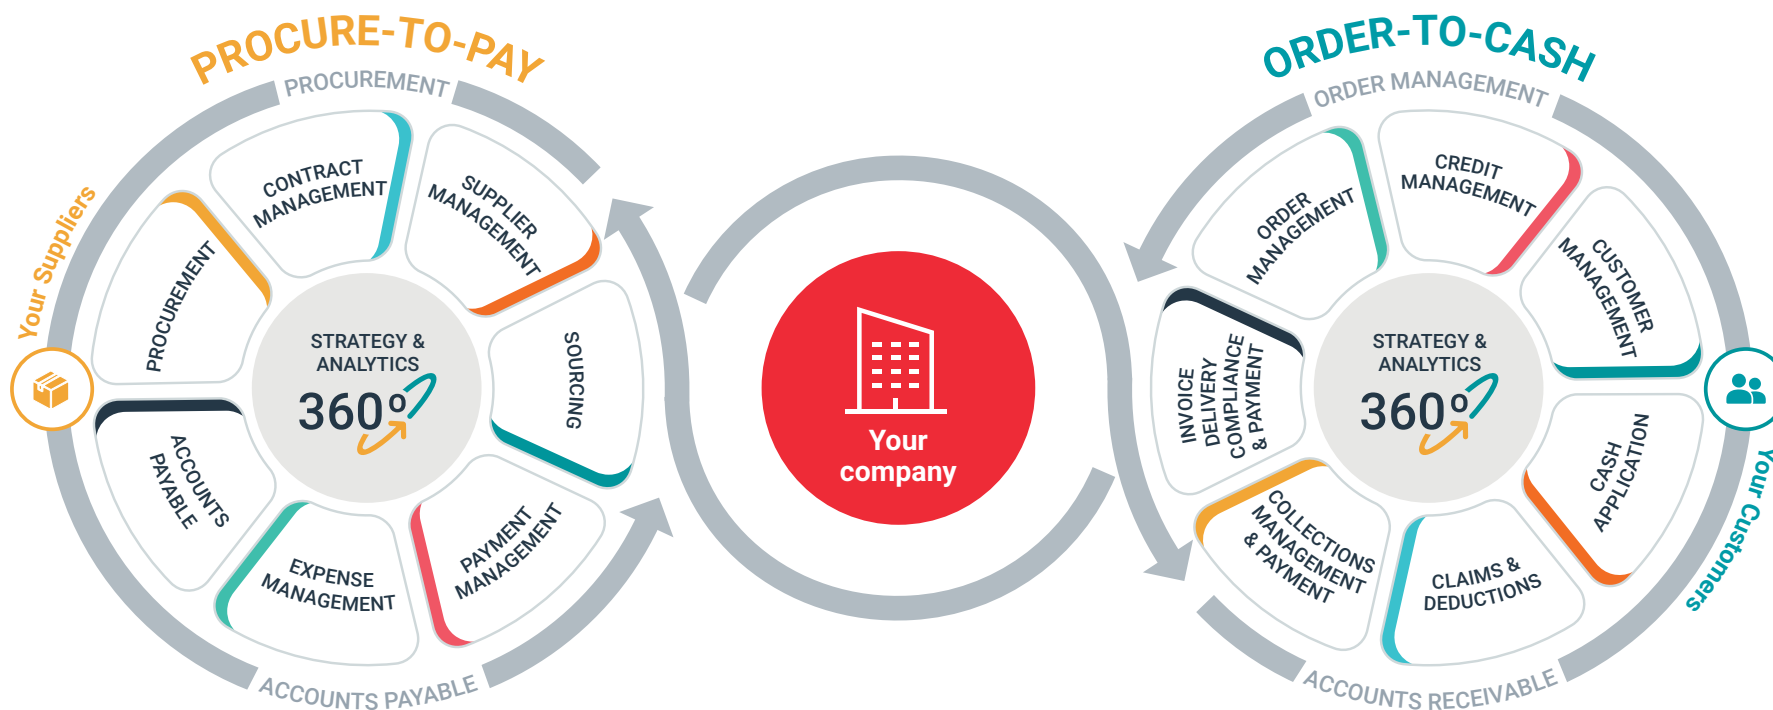 PROCURE-TO-PAY
PROCUREMENT
CONTRACT
MANAGEMENT
SUPPLIER
MANAGEMENT
Your Suppliers
PROCUREMENT
SOURCING
STRATEGY &
ANALYTICS
360º
ACCOUNTS
PAYABLE
EXPENSE
MANAGEMENT
PAYMENT
MANAGEMENT
ACCOUNTS PAYABLE
Your
company
ORDER-TO-CASH
ORDER MANAGEMENT
ORDER
MANAGEMENT
CREDIT
MANAGEMENT
CUSTOMER
MANAGEMENT
INVOICE
DELIVERY
COMPLIANCE
& PAYMENT
STRATEGY &
ANALYTICS
360º
CASH
APPLICATION
Your Customers
COLLECTIONS
MANAGEMENT
& PAYMENT
CLAIMS &
DEDUCTIONS
ACCOUNTS RECEIVABLE